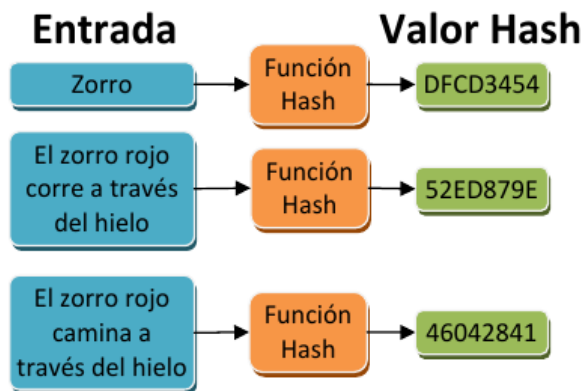 Entrada
Valor Hash
Zorro
Función
Hash
DFCD3454
El zorro rojo
corre a través
del hielo
Función
Hash
52ED879E
El zorro rojo
camina a
través del hielo
Función
Hash
46042841